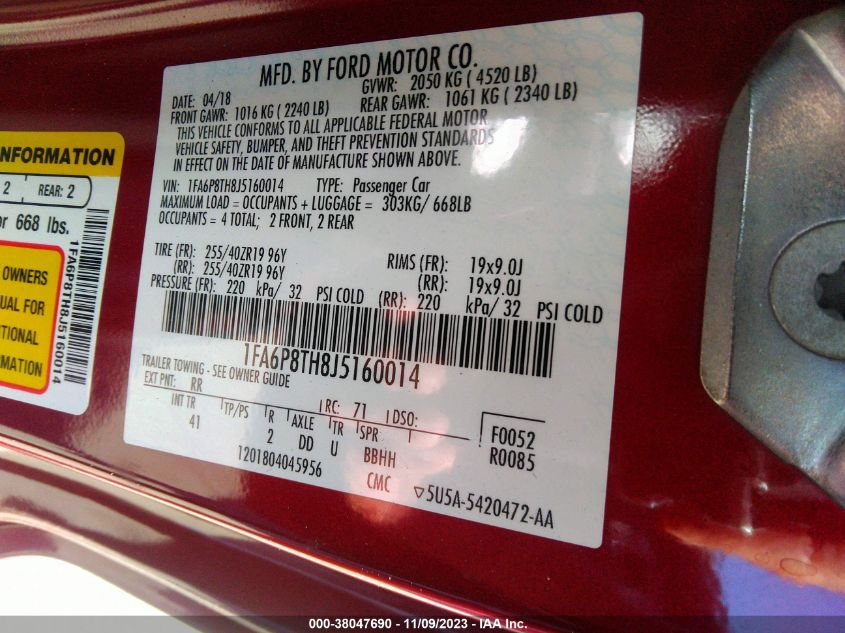 MFD. BY FORD MOTOR CO.
DATE: 04/18 GVWR: 2050 KG ( 4520 LB)
FRONT GAWR: 1016 KG ( 2240 LB) REAR GAWR: 1061 KG ( 2340 LB)
THIS VEHICLE CONFORMS TO ALL APPLICABLE FEDERAL MOTOR
VEHICLE SAFETY, BUMPER, AND THEFT PREVENTION STANDARDS
IN EFFECT ON THE DATE OF MANUFACTURE SHOWN ABOVE.
VIN: 1FA6P8TH8J5160014 TYPE: Passenger Car
MAXIMUM LOAD = OCCUPANTS + LUGGAGE = 303KG/ 668LB
OCCUPANTS = 4 TOTAL; 2 FRONT, 2 REAR
TIRE (FR): 255/40ZR19 96Y RIMS (FR): 19x9.0J
(RR): 255/40ZR19 96Y (RR): 19x9.0J
PRESSURE (FR): 220 kPa/ 32 PSI COLD (RR): 220 kPa/ 32 PSI COLD
1FA6P8TH8J5160014
TRAILER TOWING - SEE OWNER GUIDE
EXT PNT: RR RC: 71 DSO:
INT TR TP/PS R AXLE TR SPR
41 2 DD U BBHH
1201804045956 CMC
F0052
R0085
▽5U5A-5420472-AA
INFORMATION
2 REAR: 2
or 668 lbs.
OWNERS
UAL FOR
TIONAL
FORMATION
1FA6P8TH8J5160014
000-38047690 - 11/09/2023 - IAA Inc.